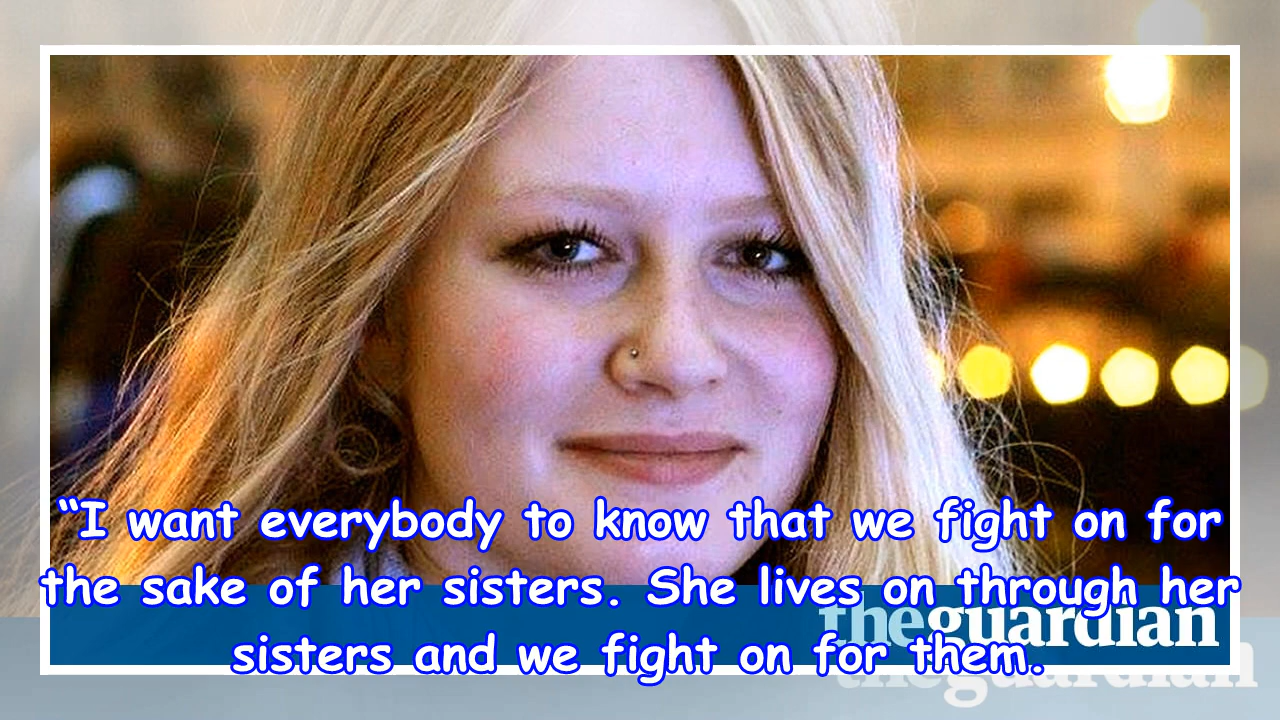 “I want everybody to know that we fight on for
the sake of her sisters. She lives on through her
sisters and we fight on for them.
theguardian
theguardian